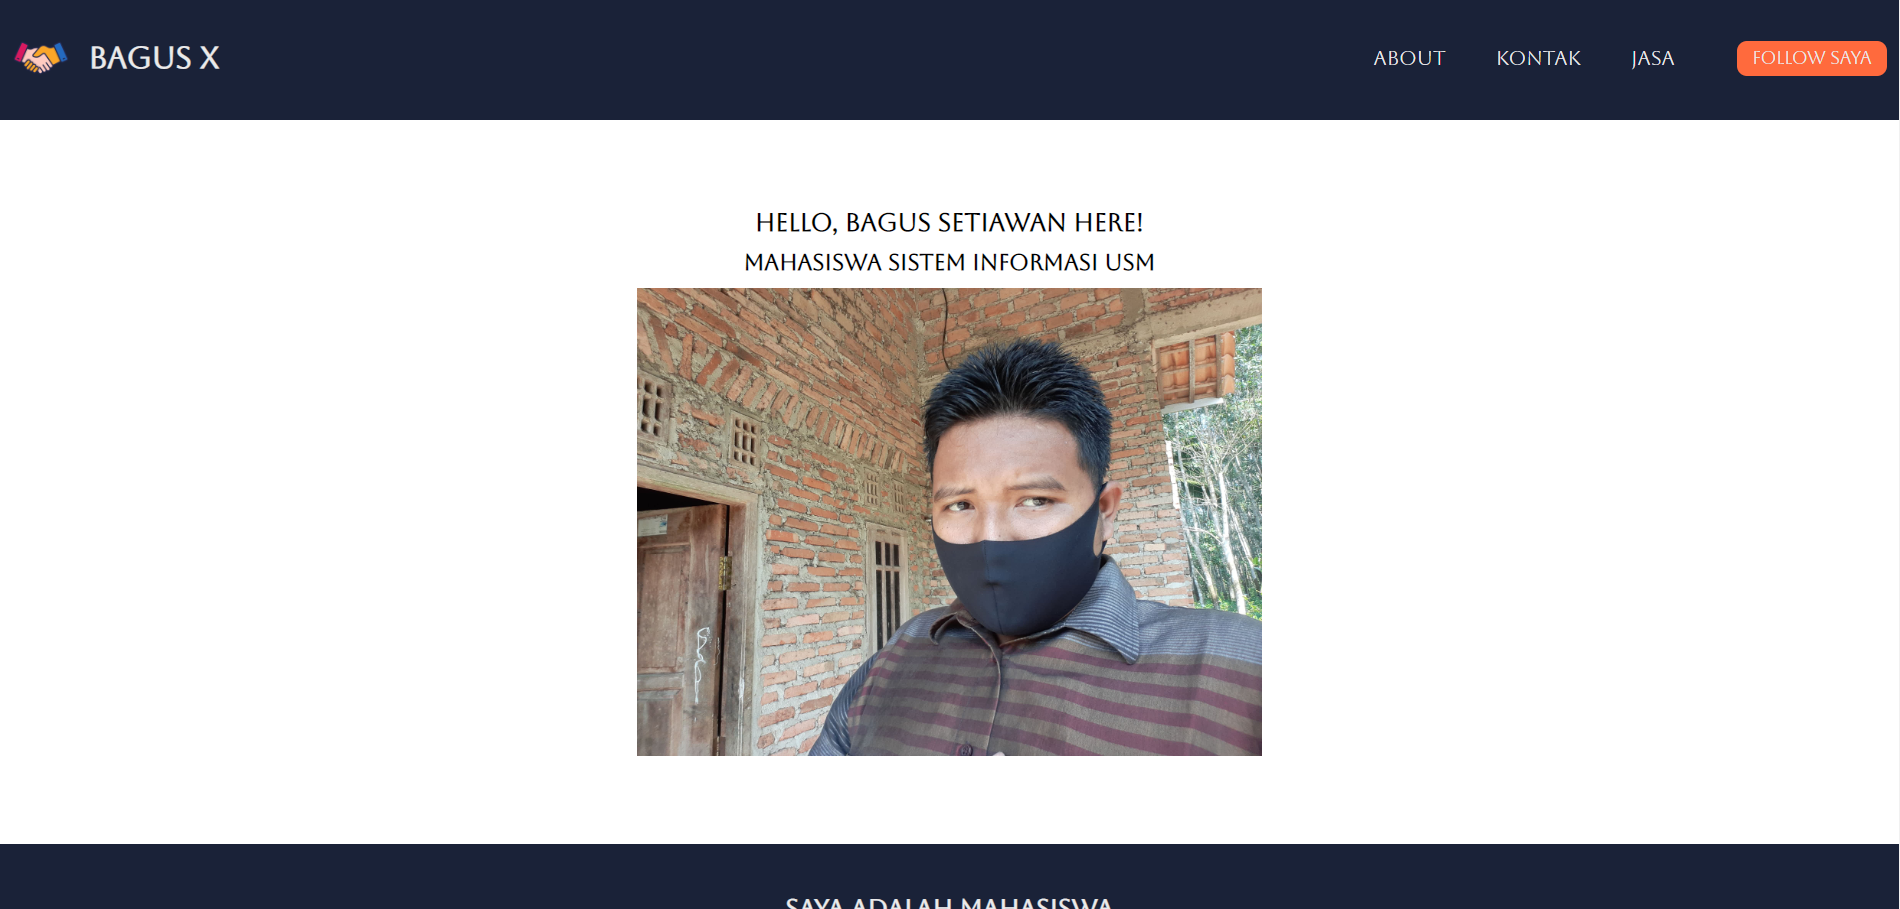 BAGUS X
ABOUT KONTAK JASA FOLLOW SAYA
HELLO, BAGUS SETIAWAN HERE!
MAHASISWA SISTEM INFORMASI USM
SAYA ADALAH MAHASISWA